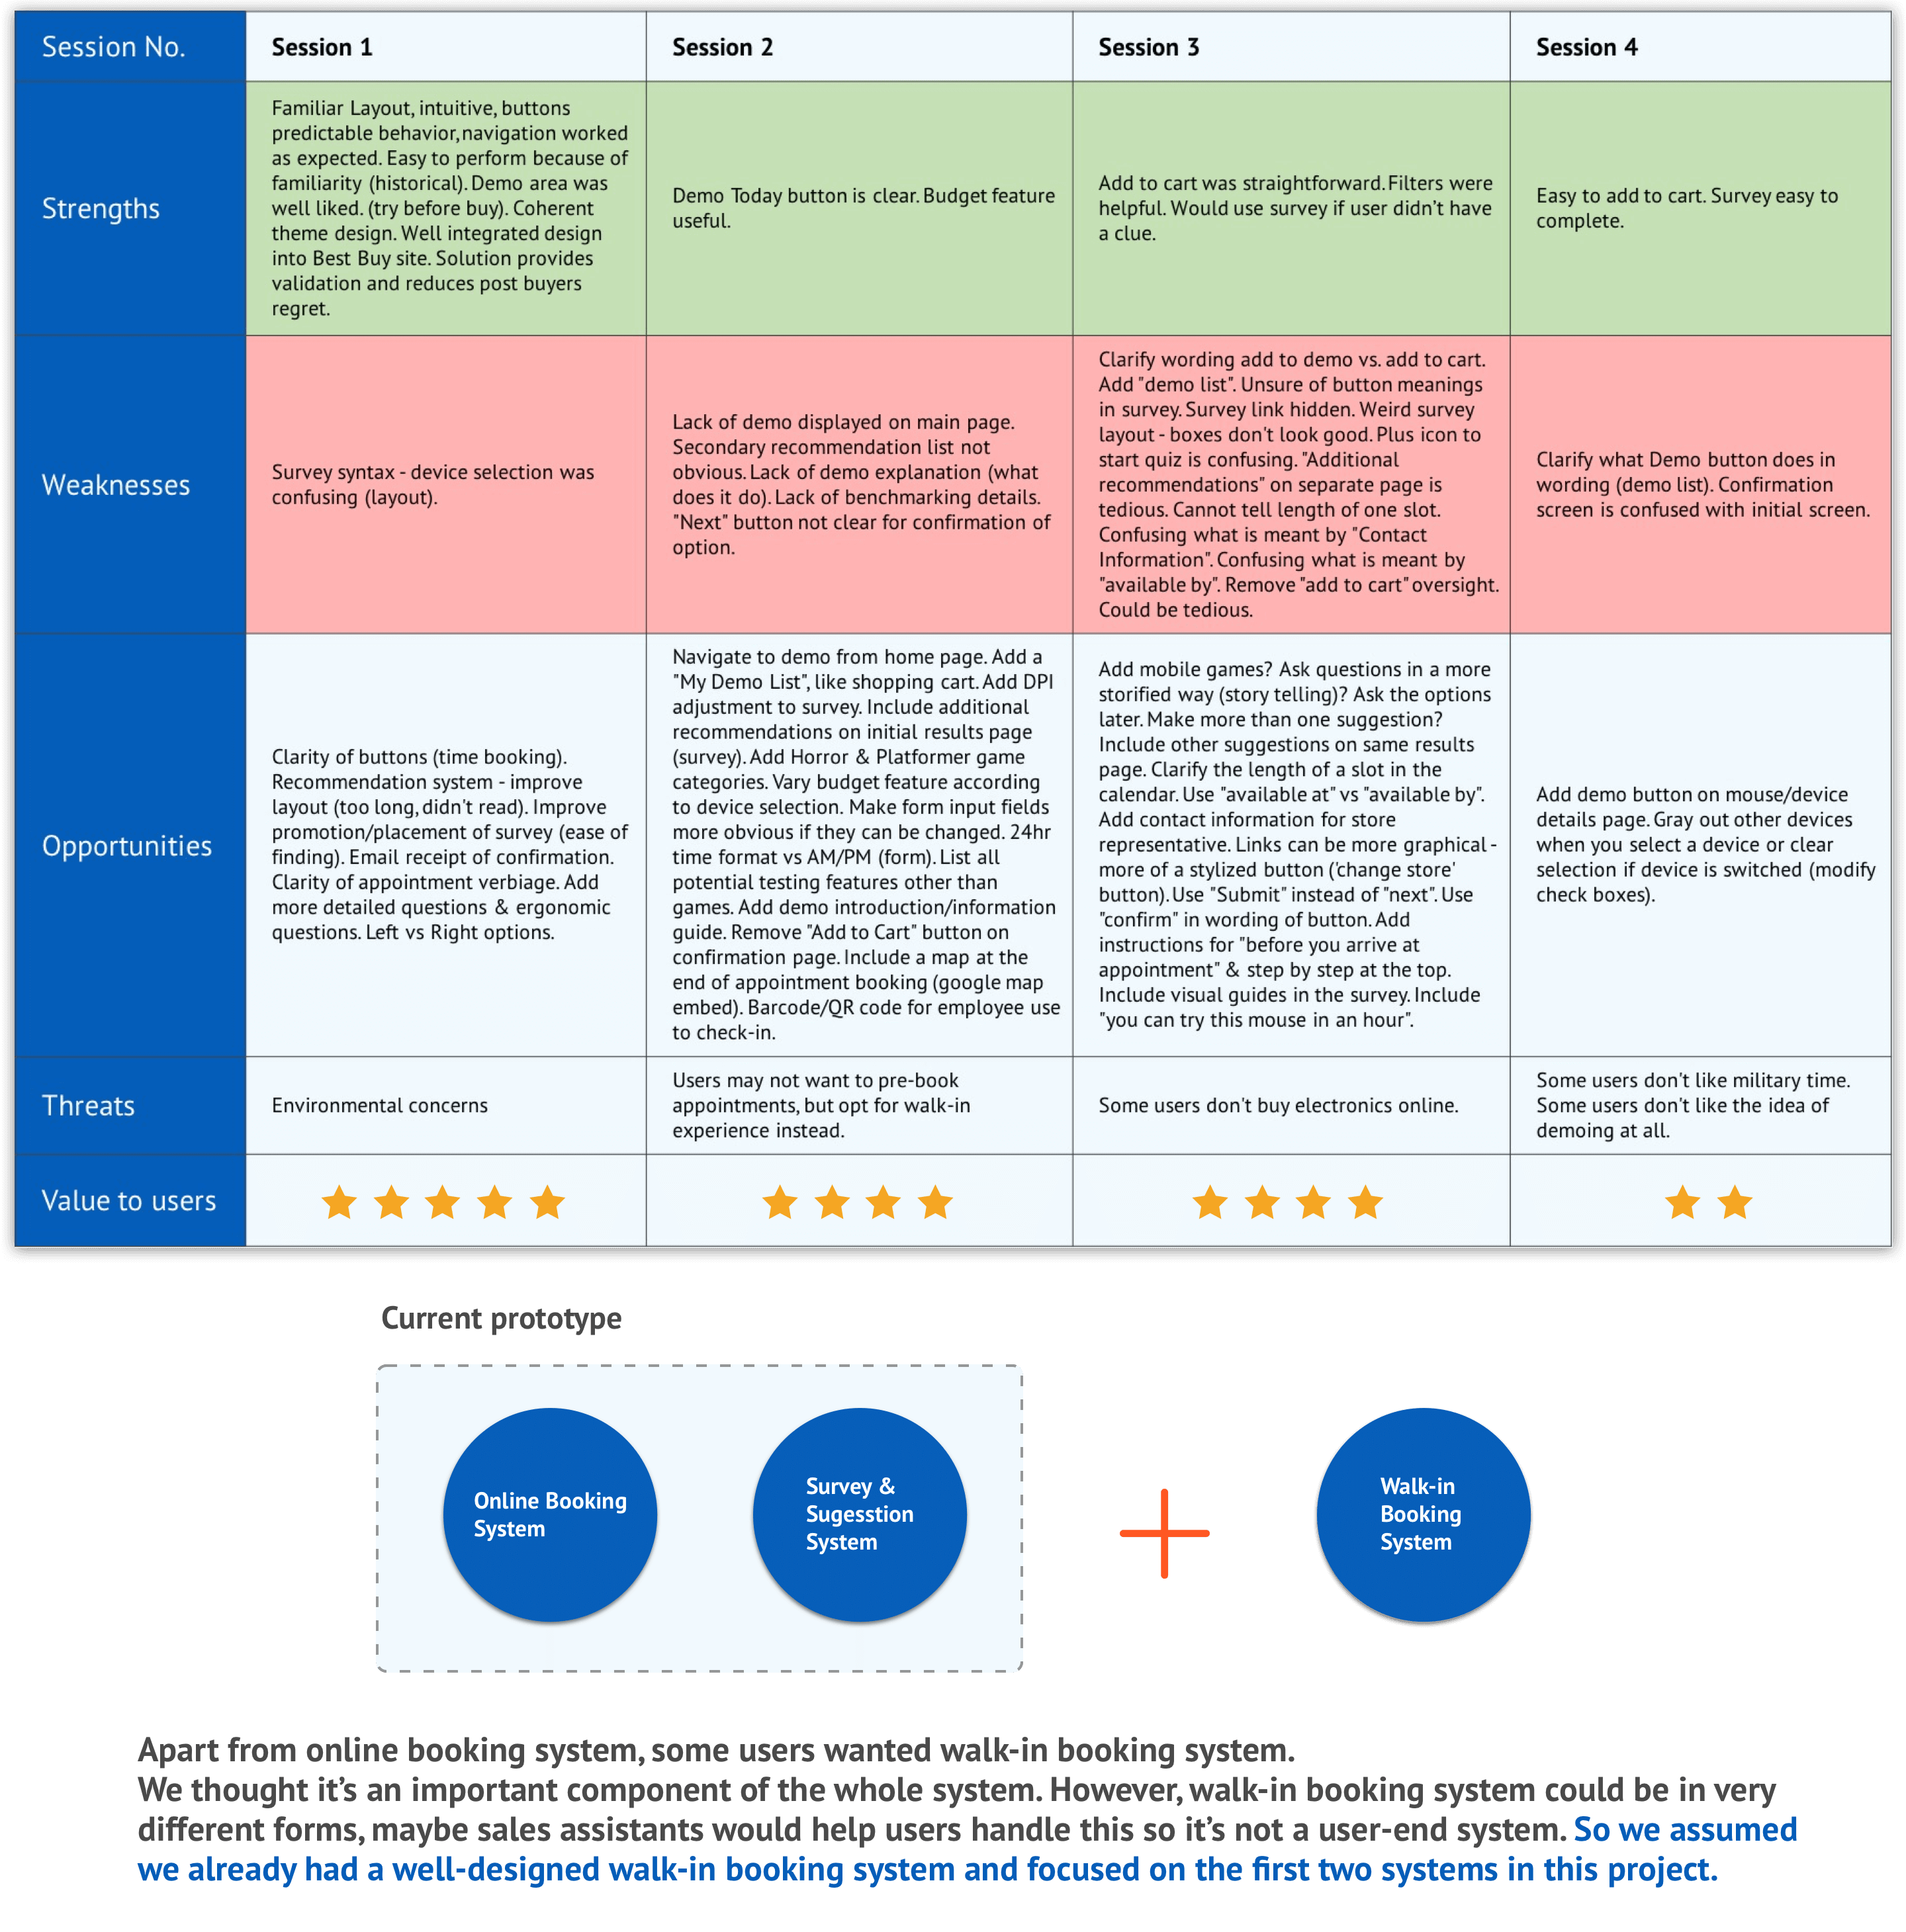 Session No.
Session 1
Session 2
Session 3
Session 4
Strengths
Familiar Layout, intuitive, buttons
predictable behavior, navigation worked
as expected. Easy to perform because of
familiarity (historical). Demo area was
well liked. (try before buy). Coherent
theme design. Well integrated design
into Best Buy site. Solution provides
validation and reduces post buyers
regret.
Demo Today button is clear. Budget feature
useful.
Add to cart was straightforward. Filters were
helpful. Would use survey if user didn't have
a clue.
Easy to add to cart. Survey easy to
complete.
Weaknesses
Survey syntax - device selection was
confusing (layout).
Lack of demo displayed on main page.
Secondary recommendation list not
obvious. Lack of demo explanation (what
does it do). Lack of benchmarking details.
"Next" button not clear for confirmation of
option.
Clarify wording add to demo vs. add to cart.
Add "demo list". Unsure of button meanings
in survey. Survey link hidden. Weird survey
layout - boxes don't look good. Plus icon to
start quiz is confusing. "Additional
recommendations" on separate page is
tedious. Cannot tell length of one slot.
Confusing what is meant by "Contact
Information". Confusing what is meant by
"available by". Remove "add to cart" oversight.
Could be tedious.
Clarify what Demo button does in
wording (demo list). Confirmation
screen is confused with initial screen.
Opportunities
Clarity of buttons (time booking).
Recommendation system - improve
layout (too long, didn't read). Improve
promotion/placement of survey (ease of
finding). Email receipt of confirmation.
Clarity of appointment verbiage. Add
more detailed questions & ergonomic
questions. Left vs Right options.
Navigate to demo from home page. Add a
"My Demo List", like shopping cart. Add DPI
adjustment to survey. Include additional
recommendations on initial results page
(survey). Add Horror & Platformer game
categories. Vary budget feature according
to device selection. Make form input fields
more obvious if they can be changed. 24hr
time format vs AM/PM (form). List all
potential testing features other than
games. Add demo introduction/information
guide. Remove "Add to Cart" button on
confirmation page. Include a map at the
end of appointment booking (google map
embed). Barcode/QR code for employee use
to check-in.
Add mobile games? Ask questions in a more
storified way (story telling)? Ask the options
later. Make more than one suggestion?
Include other suggestions on same results
page. Clarify the length of a slot in the
calendar. Use "available at" vs "available by".
Add contact information for store
representative. Links can be more graphical -
more of a stylized button ('change store'
button). Use "Submit" instead of "next". Use
"confirm" in wording of button. Add
instructions for "before you arrive at
appointment" & step by step at the top.
Include visual guides in the survey. Include
"you can try this mouse in an hour".
Add demo button on mouse/device
details page. Gray out other devices
when you select a device or clear
selection if device is switched (modify
check boxes).
Threats
Environmental concerns
Users may not want to pre-book
appointments, but opt for walk-in
experience instead.
Some users don't buy electronics online.
Some users don't like military time.
Some users don't like the idea of
demoing at all.
Value to users
Current prototype
Online Booking
System
Survey &
Sugesstion
System
Walk-in
Booking
System
Apart from online booking system, some users wanted walk-in booking system.
We thought it's an important component of the whole system. However, walk-in booking system could be in very
different forms, maybe sales assistants would help users handle this so it's not a user-end system. So we assumed
we already had a well-designed walk-in booking system and focused on the first two systems in this project.